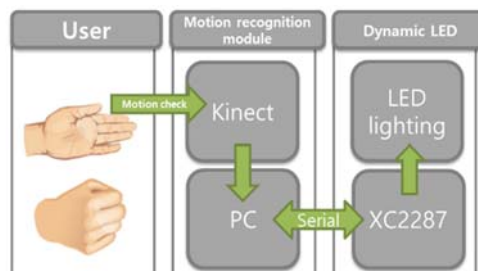 User
Motion recognition
module
Dynamic LED
Motion check
Kinect
LED
lighting
PC
Serial
XC2287